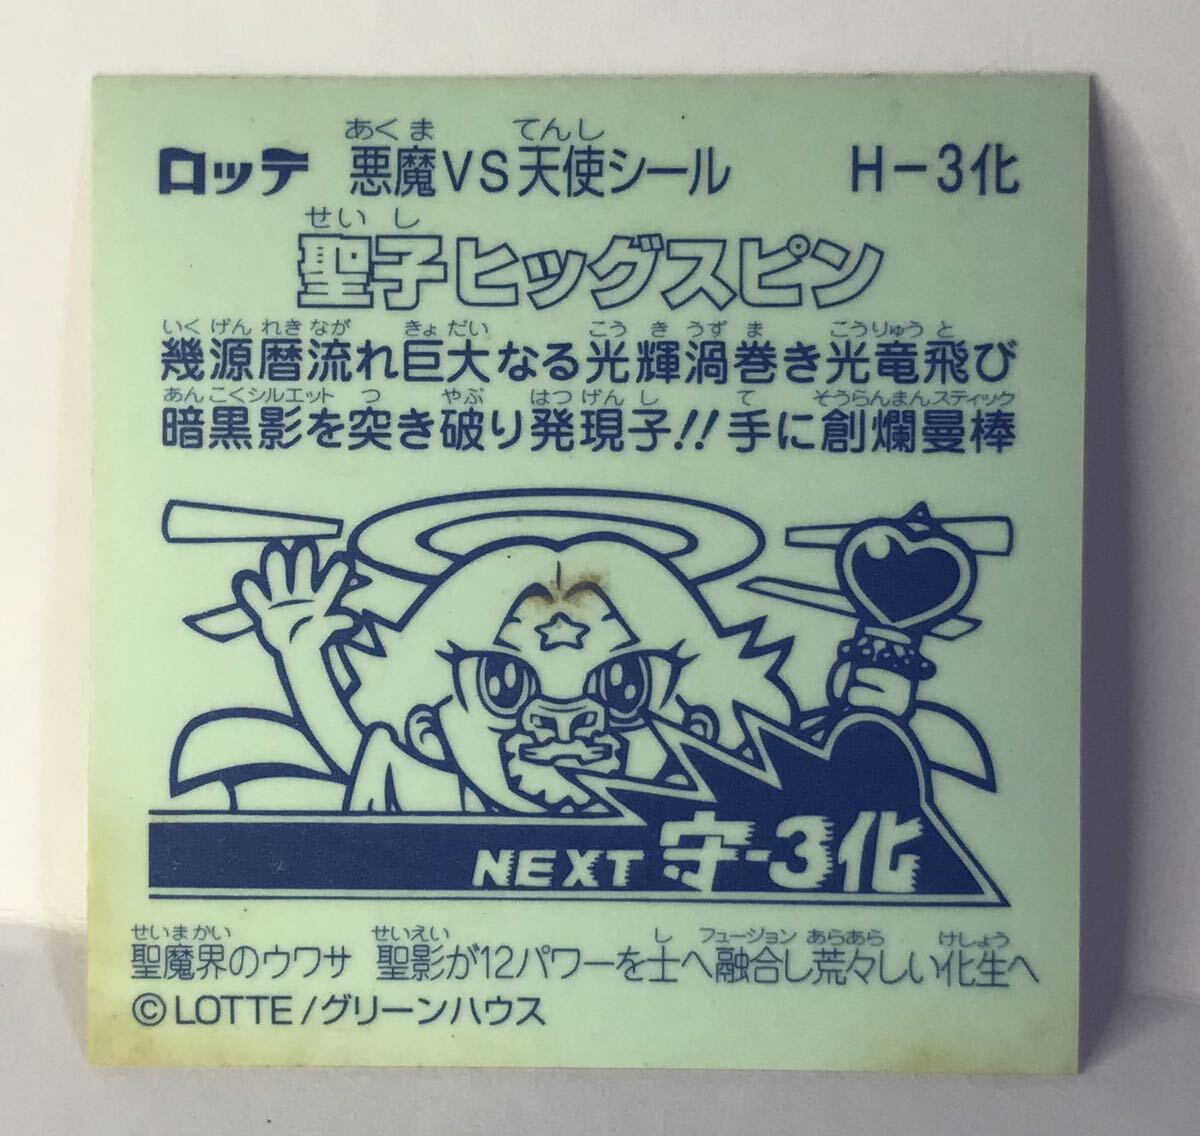 ロッテ 悪魔VS天使シール H-3化
あくま てんし
せいし
聖子ヒッグスピン
いくげんれきなが きょだい こうきうずま こうりゅうと
幾源暦流れ巨大なる光輝渦巻き光竜飛び
あんこくシルエット つ やぶ はつげんし て そうらんまんスティック
暗黒影を突き破り発現子!! 手に創爛曼棒
NEXT 守-3化
せいまかい せいえい し フュージョン あらあら けしょう
聖魔界のウワサ 聖影が12パワーを士へ融合し荒々しい化生へ
©LOTTE/グリーンハウス